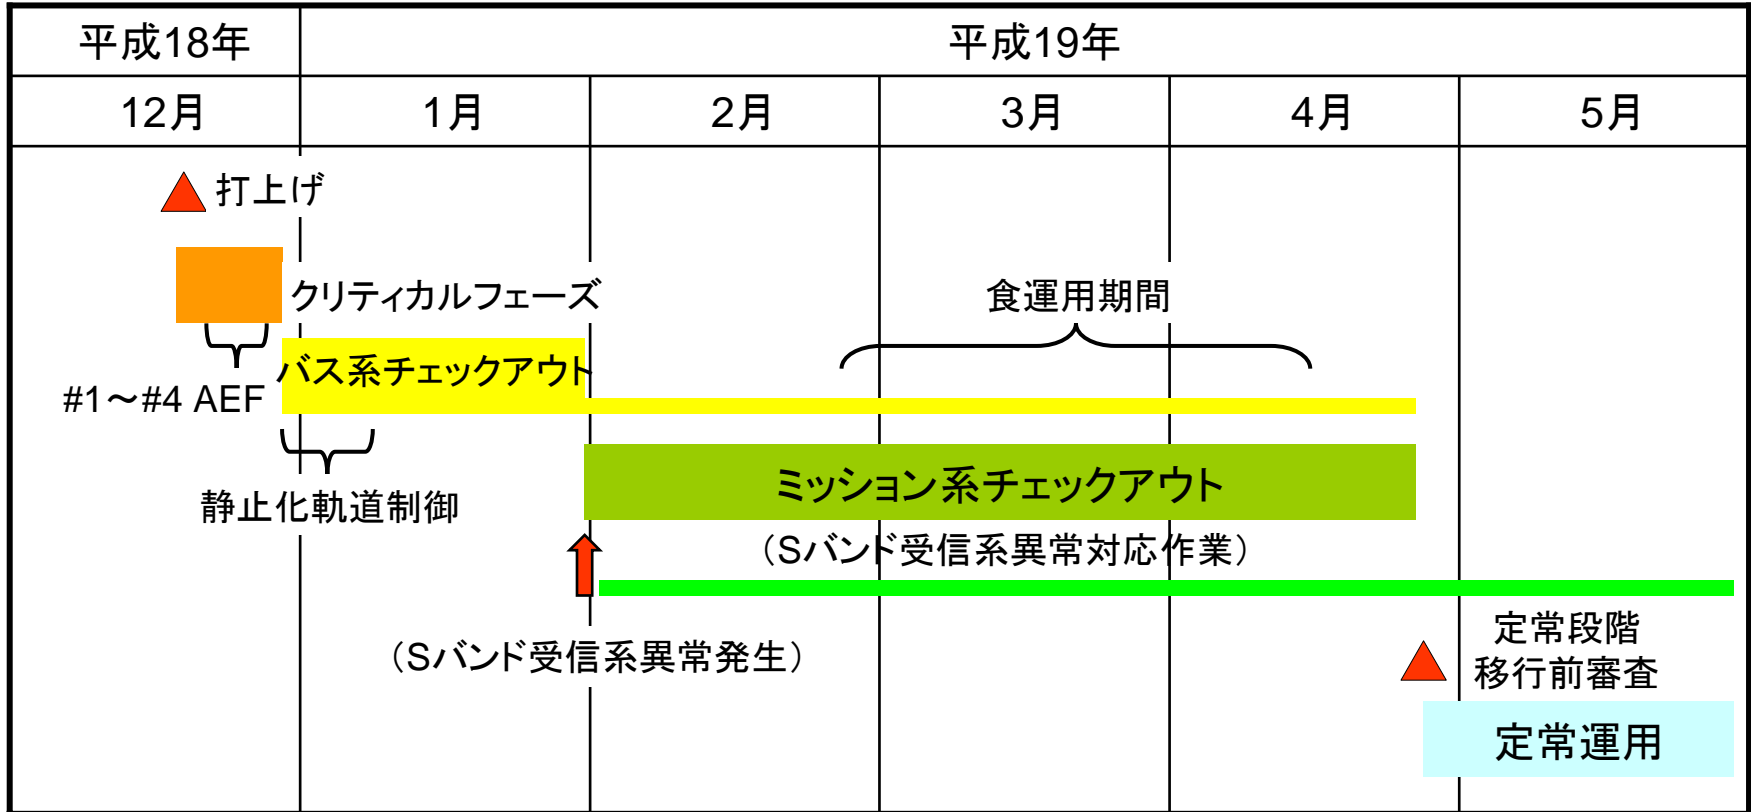 平成18年
平成19年
12月
1月
2月
3月
4月
5月
打上げ
クリティカルフェーズ
食運用期間
バス系チェックアウト
#1～#4 AEF
ミッション系チェックアウト
静止化軌道制御
（Sバンド受信系異常対応作業）
（Sバンド受信系異常発生）
定常段階
移行前審査
定常運用